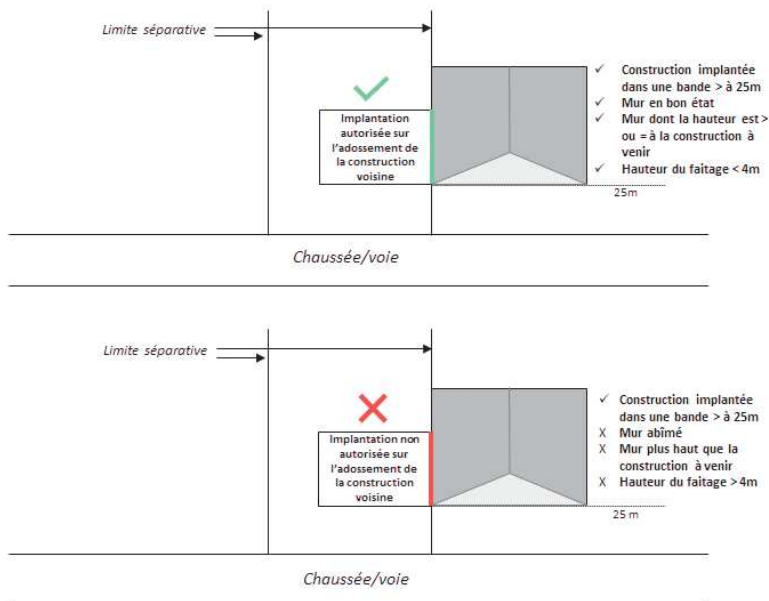 Limite séparative
Implantation
autorisée sur
l'adossement de
la construction
voisine
✓ Construction implantée
dans une bande > à 25m
✓ Mur en bon état
✓ Mur dont la hauteur est >
ou = à la construction à
venir
✓ Hauteur du faitage < 4m
25m
Chaussée/voie
Limite séparative
Implantation non
autorisée sur
l'adossement de
la construction
voisine
✓ Construction implantée
dans une bande > à 25m
X Mur abîmé
X Mur plus haut que la
construction à venir
X Hauteur du faitage > 4m
25 m
Chaussée/voie